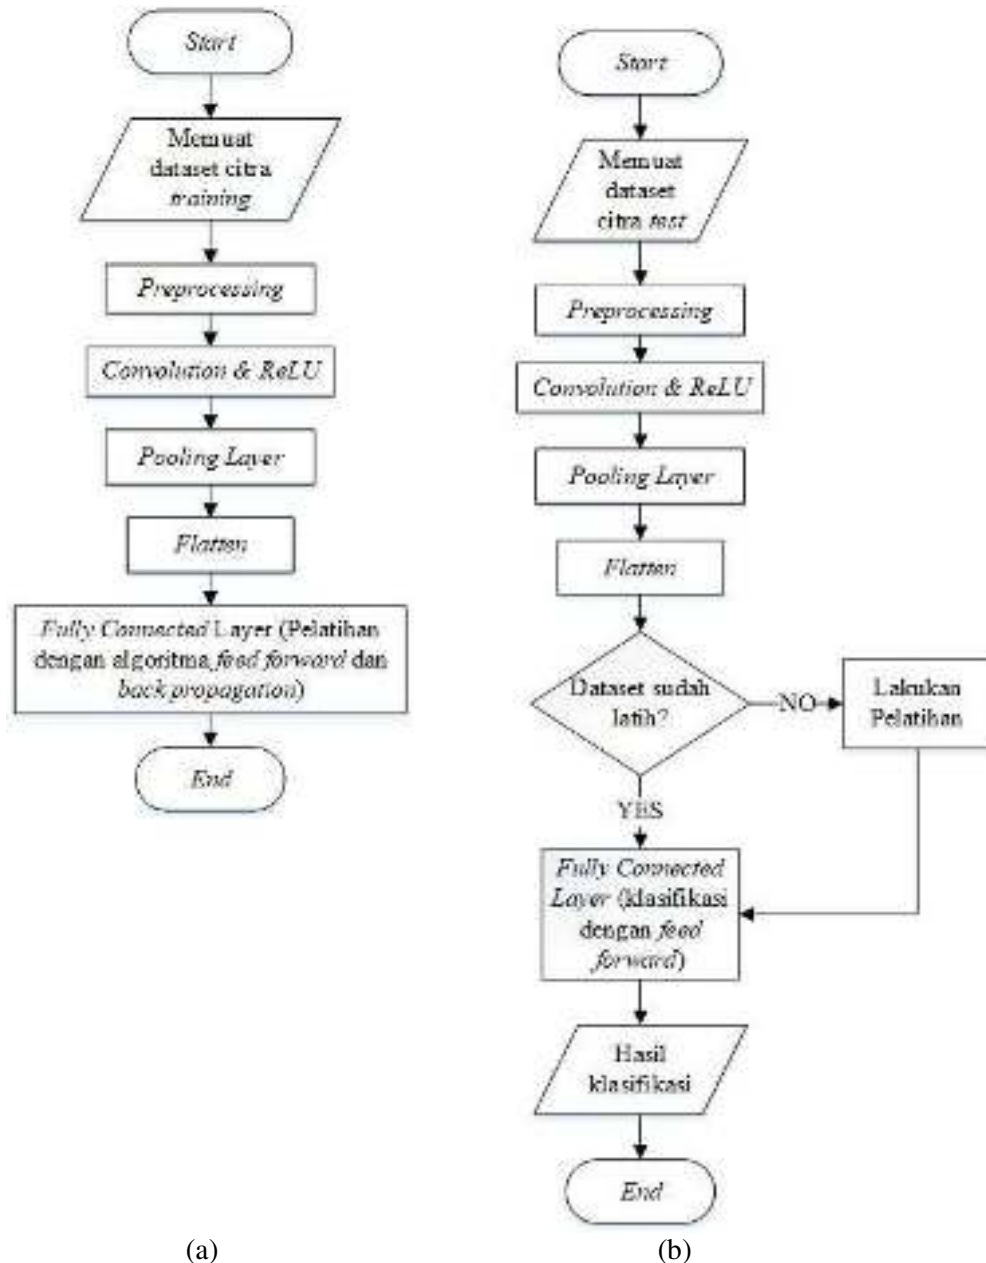 Start
Memuat
dataset citra
training
Preprocessing
Convolution & ReLU
Pooling Layer
Flatten
Fully Connected Layer (Pelatihan
dengan algoritma feed forward dan
back propagation)
End
(a)
Start
Memuat
dataset
citra test
Preprocessing
Convolution & ReLU
Pooling Layer
Flatten
Dataset sudah
latih?
NO
Lakukan
Pelatihan
YES
Fully Connected
Layer (klasifikasi
dengan feed
forward)
Hasil
klasifikasi
End
(b)